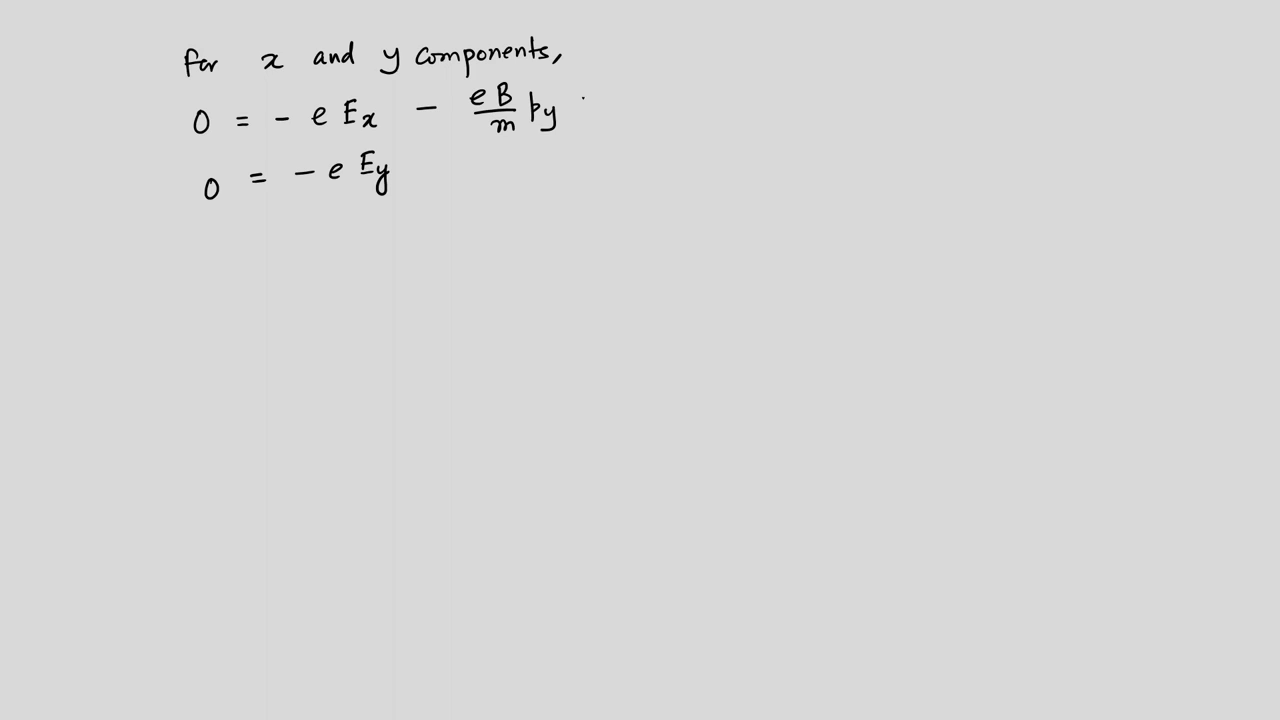 for x and y components,
0 = - e Ex - eB/m py
0 = - e Ey